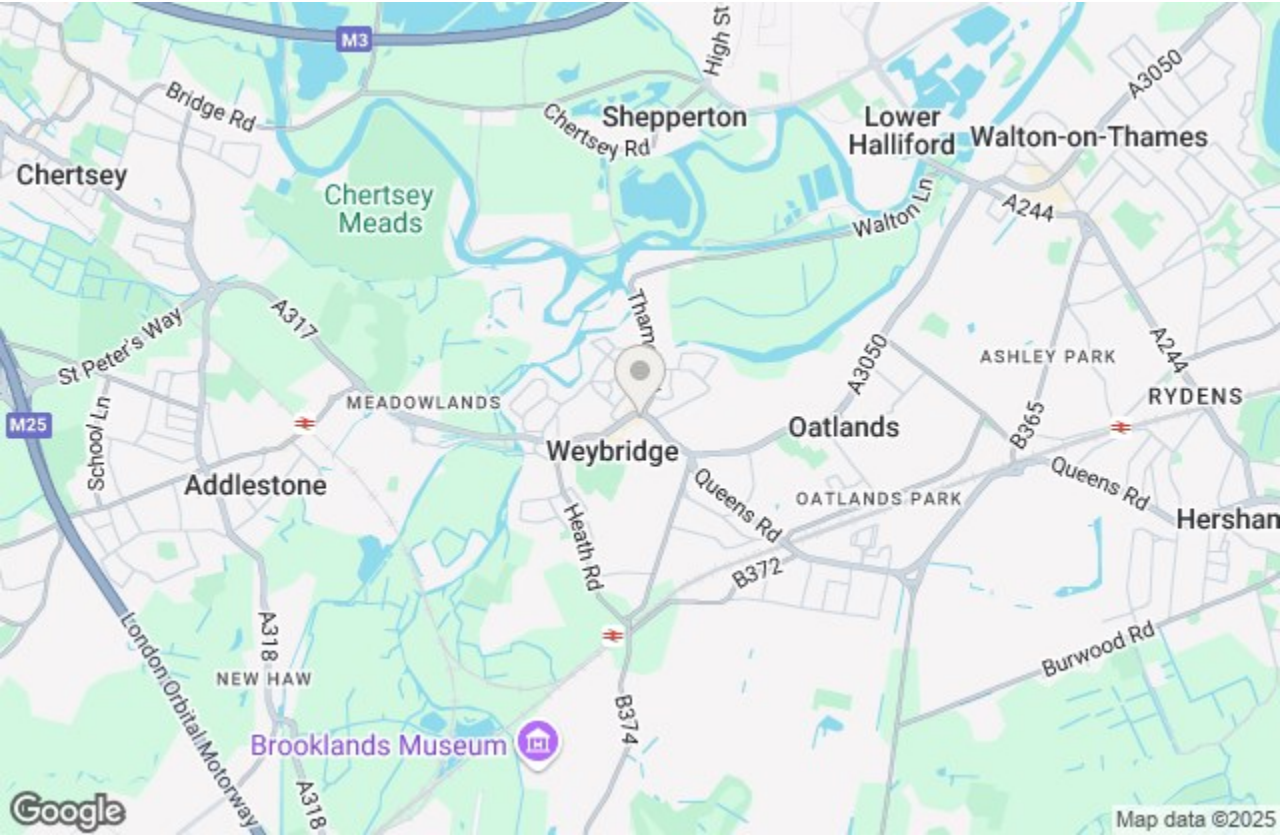 M3
High St
A3050
Bridge Rd
Chertsey Rd
Shepperton
Lower
Halliford
Walton-on-Thames
Chertsey
Chertsey
Meads
Walton Ln
A244
A317
St Peter's Way
Tham
A3050
A244
ASHLEY PARK
MEADOWLANDS
RYDENS
M25
School Ln
Weybridge
Oatlands
B365
Addlestone
Queens Rd
OATLANDS PARK
Queens Rd
Hersham
Heath Rd
B372
A318
London Orbital Motorway
NEW HAW
Burwood Rd
B374
Brooklands Museum
A318
Google
Map data ©2025